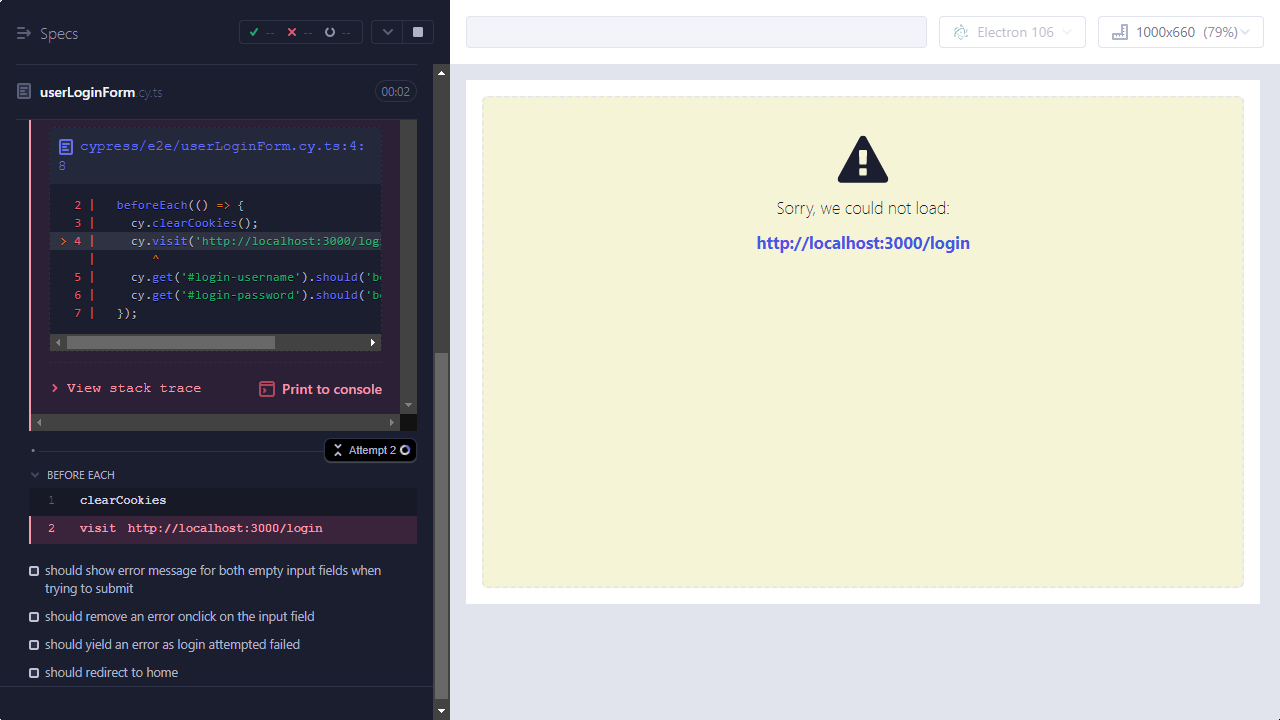 Specs
--
--
--
Electron 106
1000x660 (79%)
userLoginForm.cy.ts
00:02
cypress/e2e/userLoginForm.cy.ts:4:
8
2 | beforeEach(() => {
3 | cy.clearCookies();
> 4 | cy.visit('http://localhost:3000/logi
| ^
5 | cy.get('#login-username').should('be
6 | cy.get('#login-password').should('be
7 | });
View stack trace
Print to console
Attempt 2
BEFORE EACH
1 clearCookies
2 visit http://localhost:3000/login
should show error message for both empty input fields when
trying to submit
should remove an error onclick on the input field
should yield an error as login attempted failed
should redirect to home
Sorry, we could not load:
http://localhost:3000/login